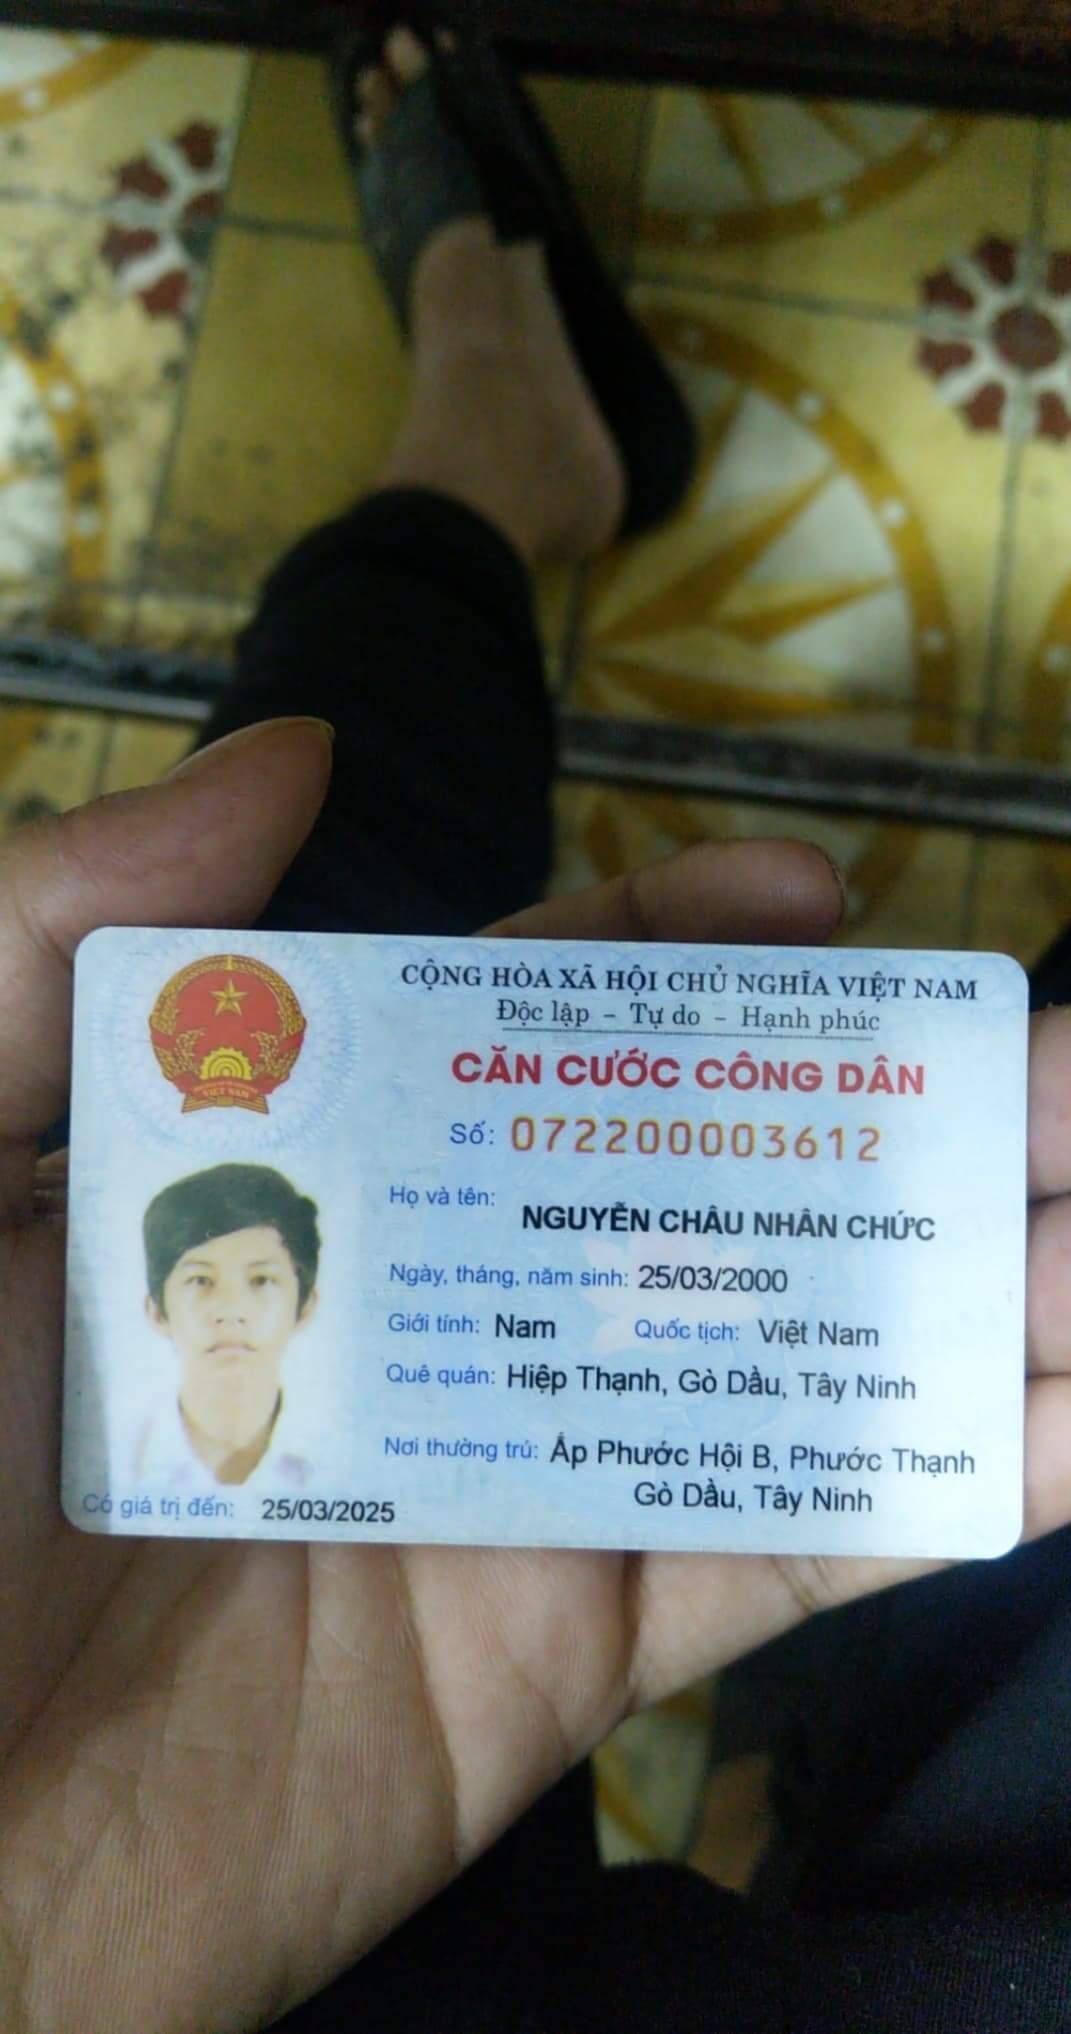 CỘNG HÒA XÃ HỘI CHỦ NGHĨA VIỆT NAM
Độc lập - Tự do - Hạnh phúc
CĂN CƯỚC CÔNG DÂN
Số: 072200003612
Họ và tên: NGUYỄN CHÂU NHÂN CHỨC
Ngày, tháng, năm sinh: 25/03/2000
Giới tính: Nam Quốc tịch: Việt Nam
Quê quán: Hiệp Thạnh, Gò Dầu, Tây Ninh
Nơi thường trú: Ấp Phước Hội B, Phước Thạnh
Gò Dầu, Tây Ninh
Có giá trị đến: 25/03/2025
VIỆT NAM